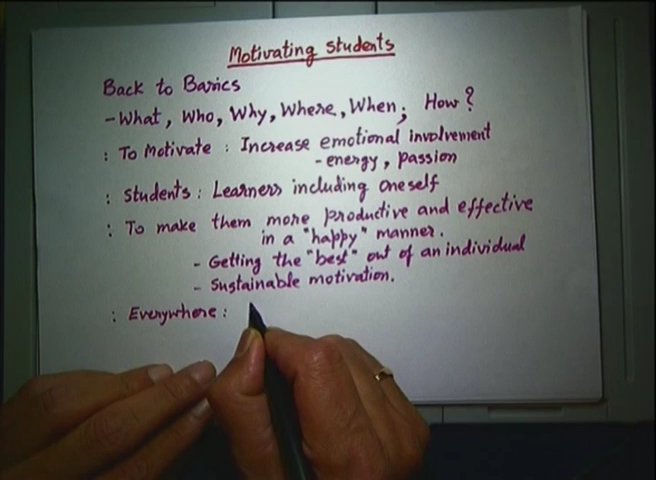 Motivating Students
Back to Basics
- What, Who, Why, Where, When; How?
: To Motivate : Increase emotional involvement
- energy, passion
: Students : Learners including oneself
: To make them more productive and effective
in a "happy" manner.
- Getting the "best" out of an individual
- Sustainable motivation.
: Everywhere :